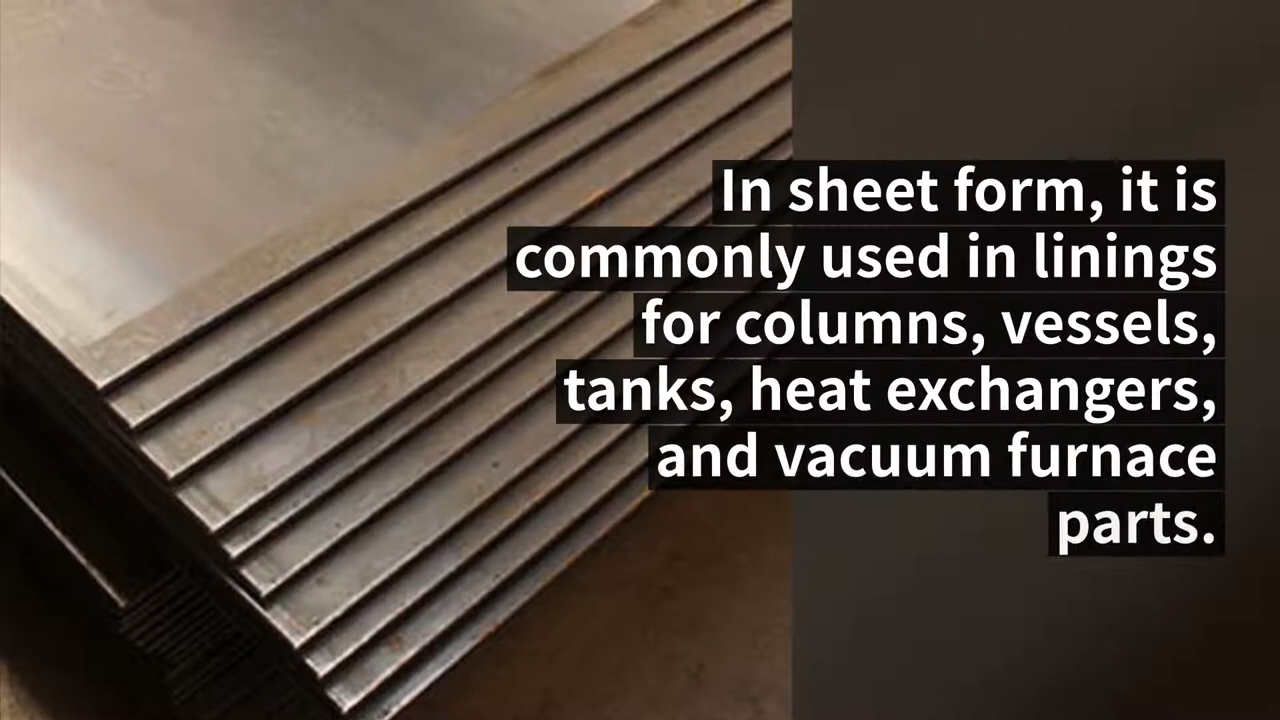 In sheet form, it is
commonly used in linings
for columns, vessels,
tanks, heat exchangers,
and vacuum furnace
parts.